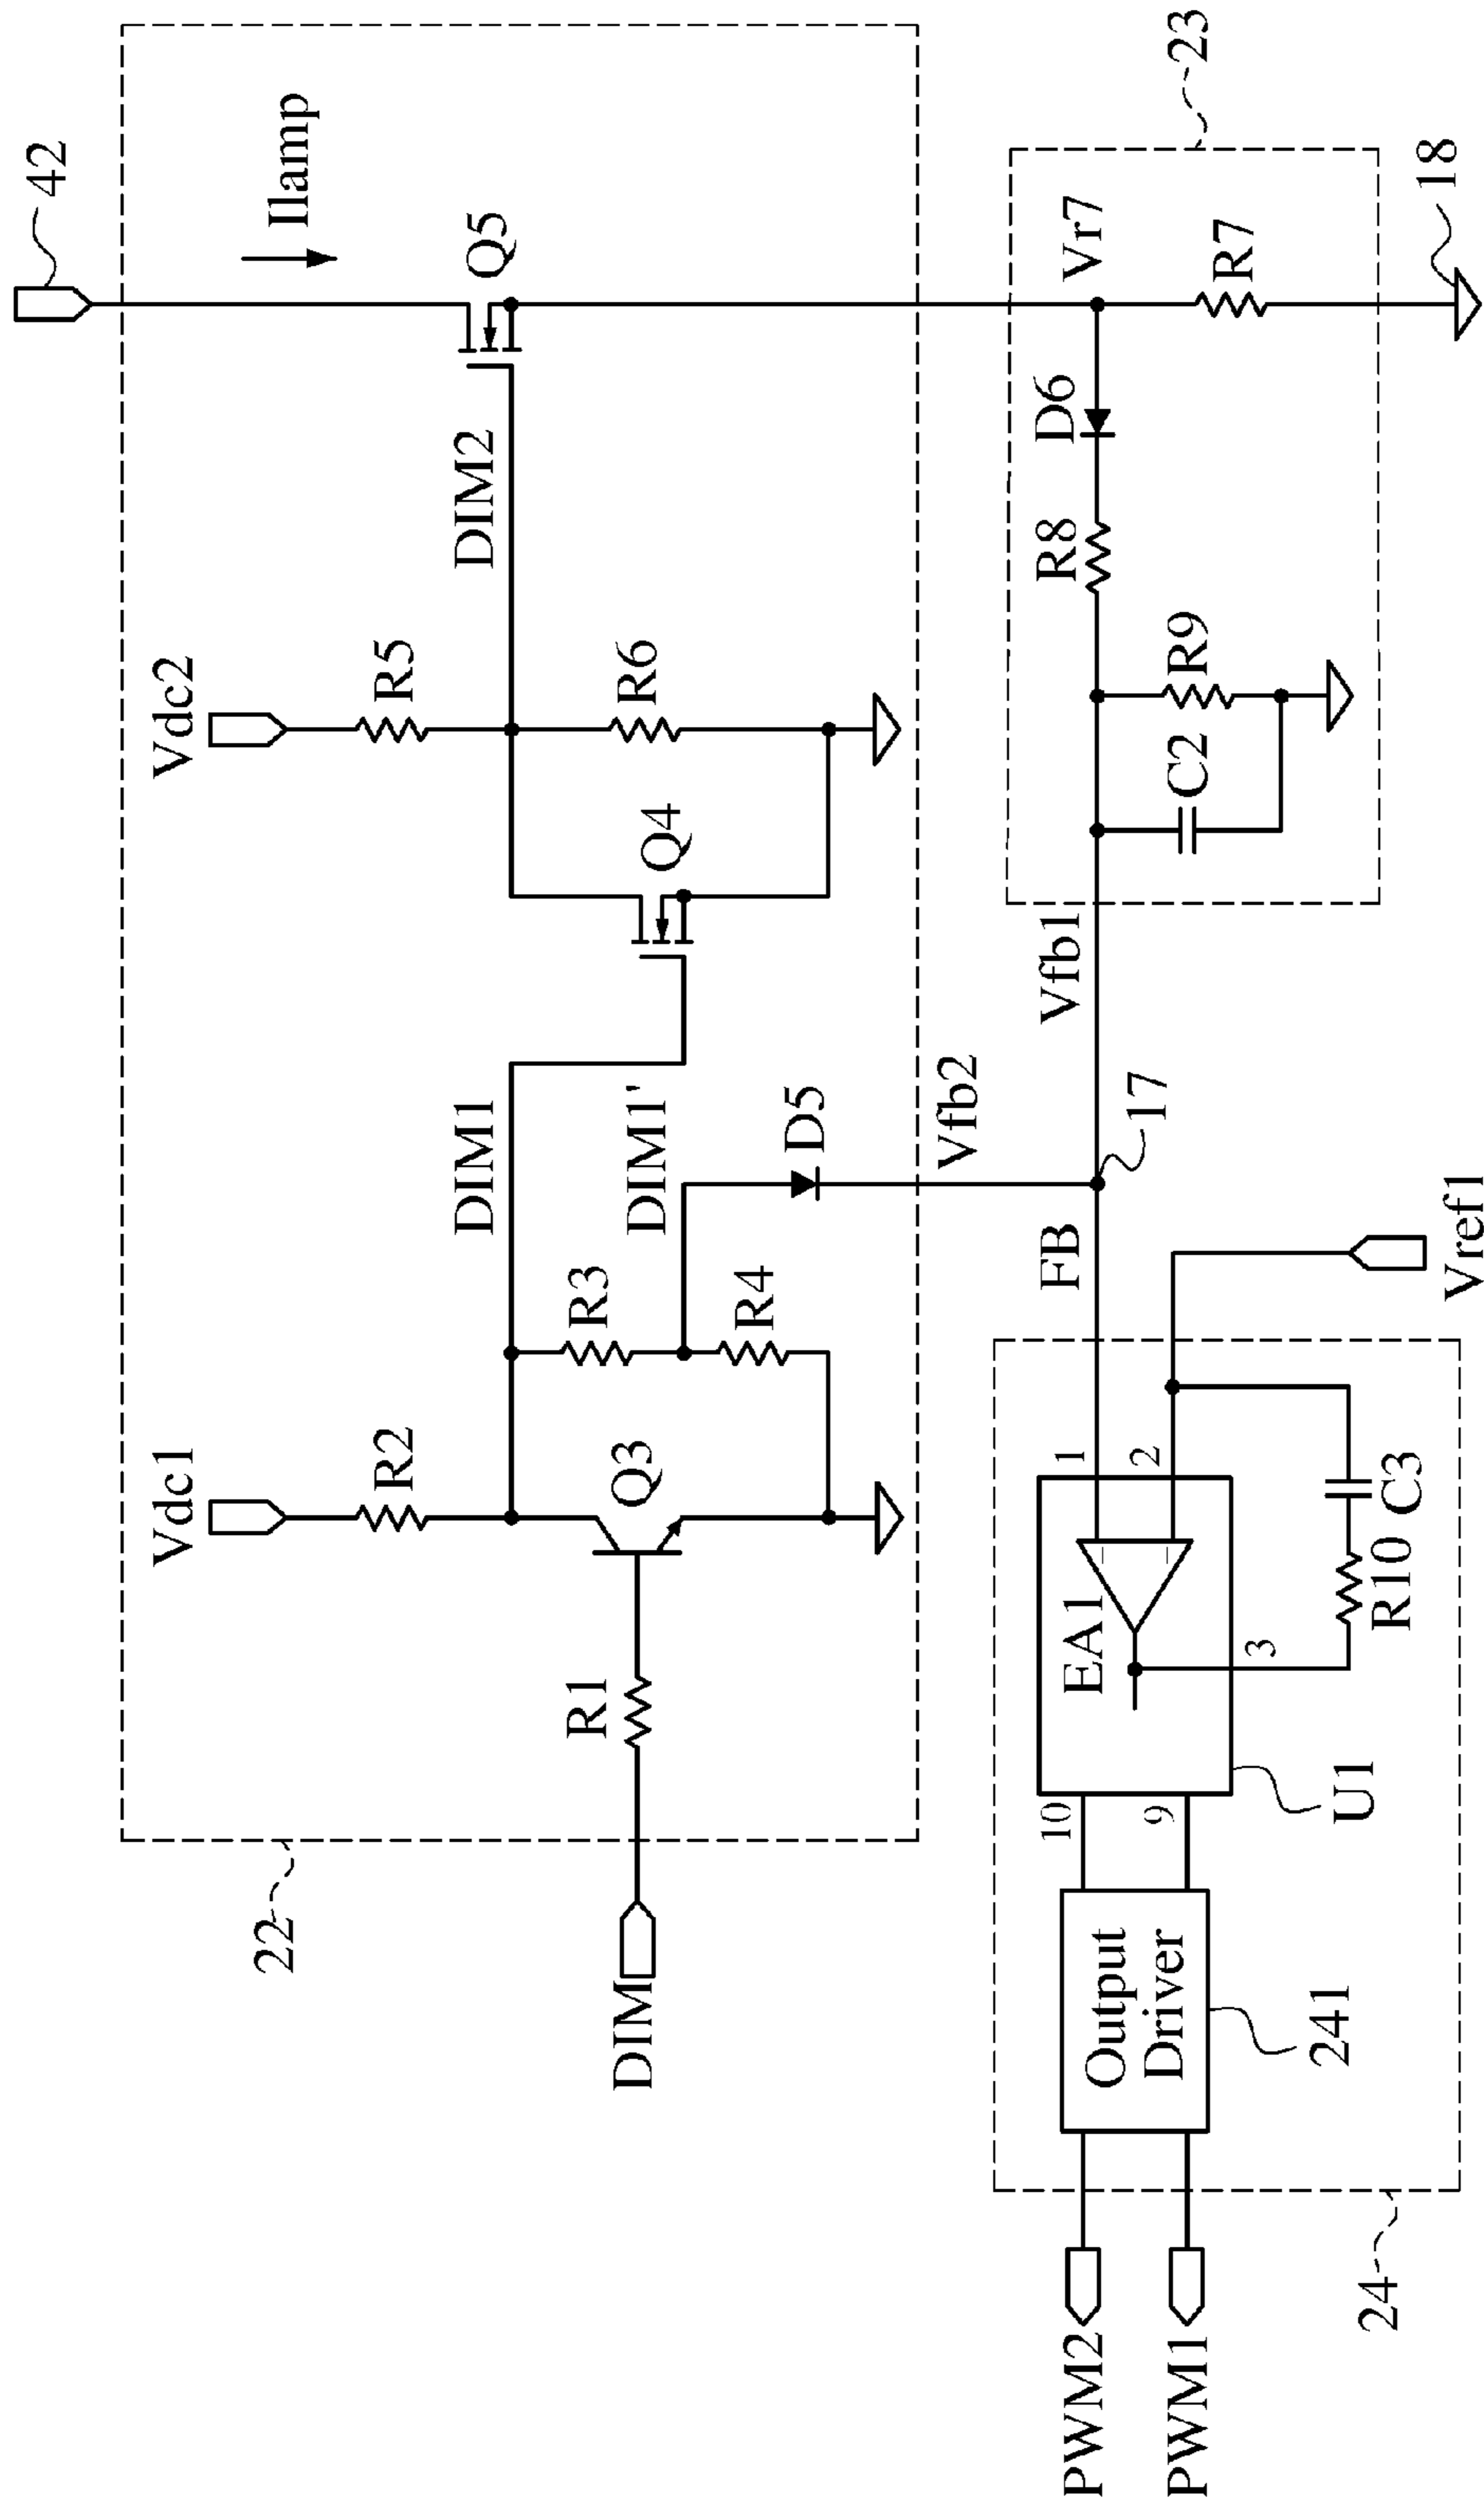 42
Ilamp
Vdc1
Vdc2
22
R2
R5
Q5
DIM1
DIM2
R1
Q3
R3
DIM1'
Q4
R6
DIM
R4
D5
Vfb2
23
PWM2
Output
Driver
10
EA1
1
FB
Vfb1
R8
D6
Vr7
PWM1
9
2
17
C2
R9
R7
3
241
U1
R10
C3
Vref1
24
18